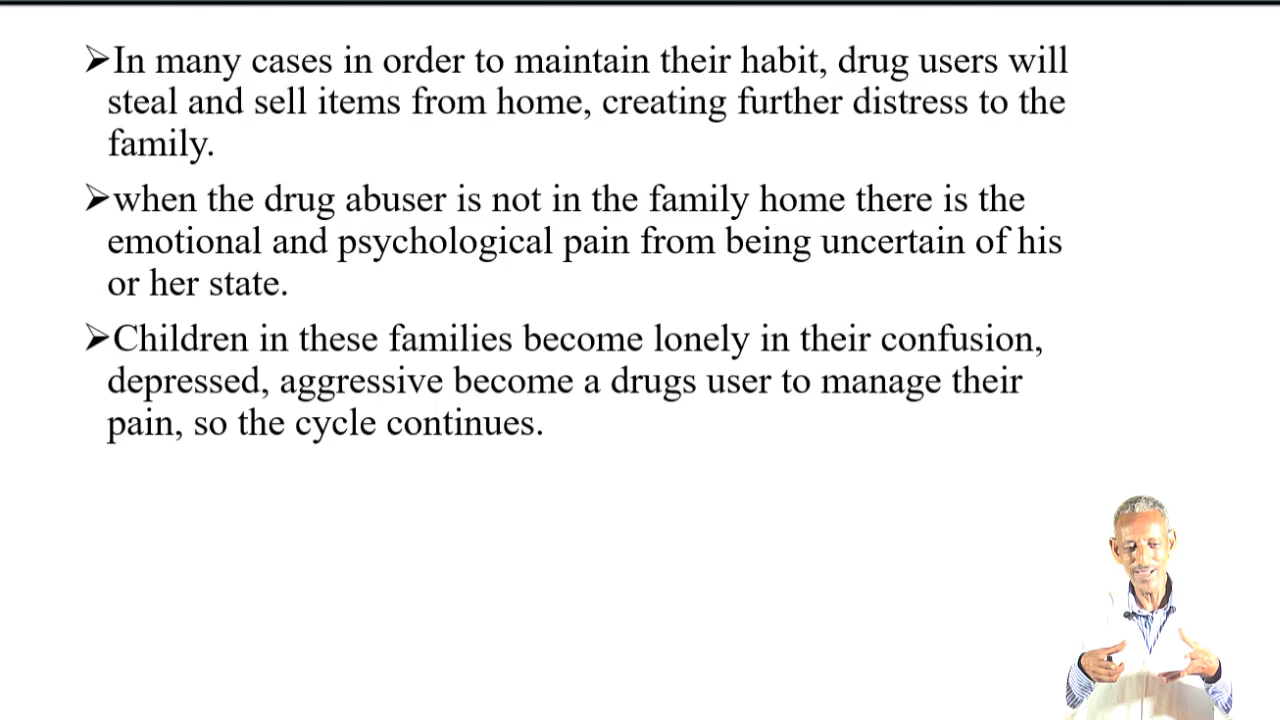 ➢In many cases in order to maintain their habit, drug users will
steal and sell items from home, creating further distress to the
family.
➢when the drug abuser is not in the family home there is the
emotional and psychological pain from being uncertain of his
or her state.
➢Children in these families become lonely in their confusion,
depressed, aggressive become a drugs user to manage their
pain, so the cycle continues.